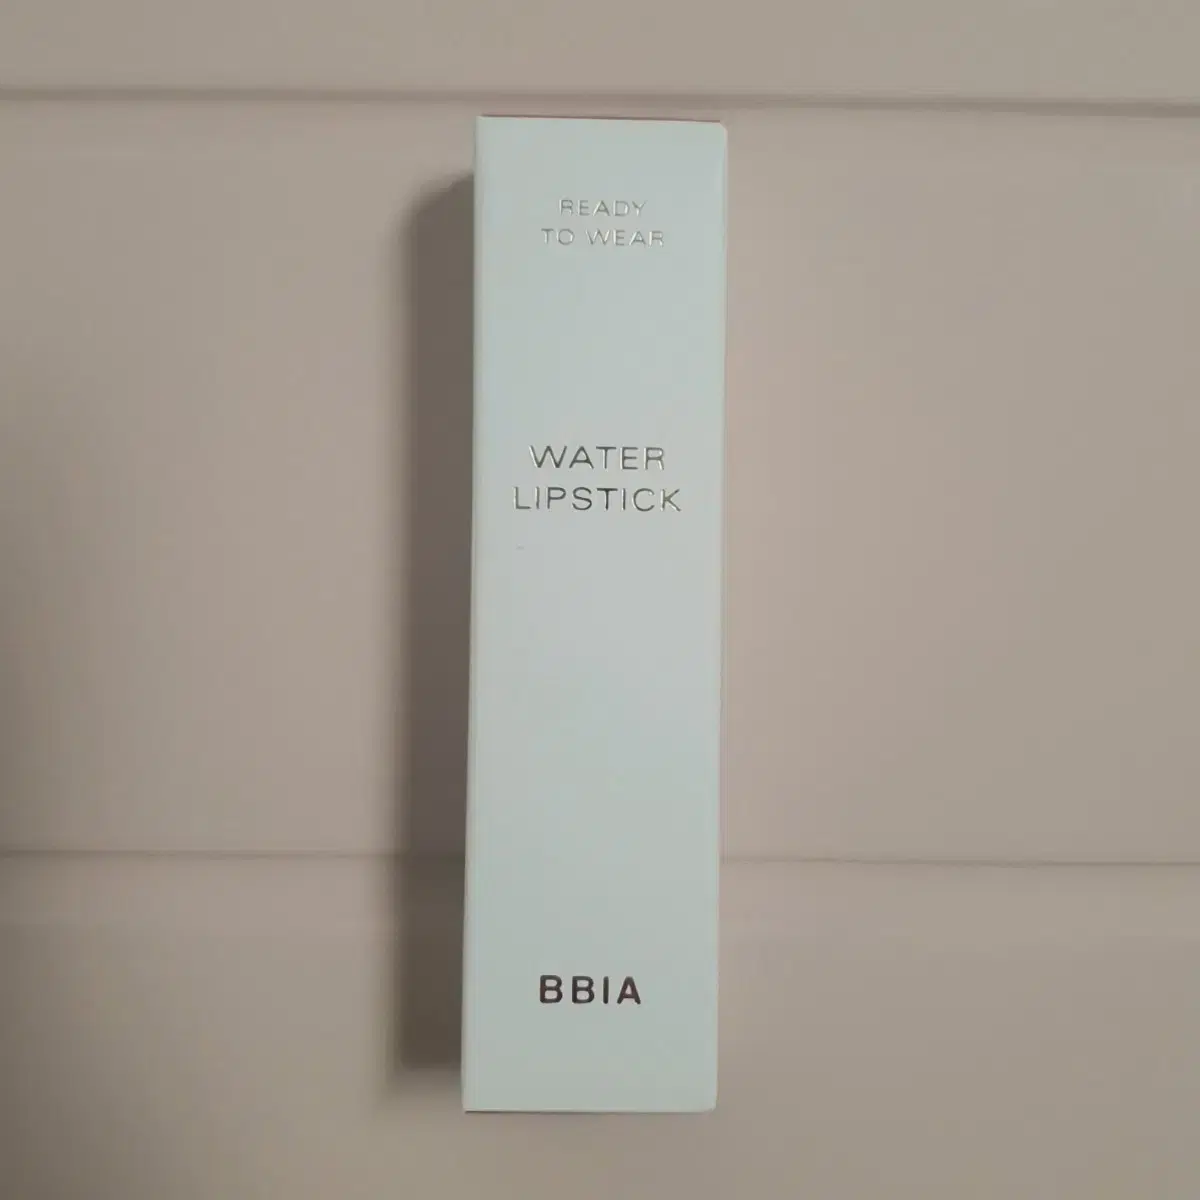 READY
TO WEAR
WATER
LIPSTICK
BBIA